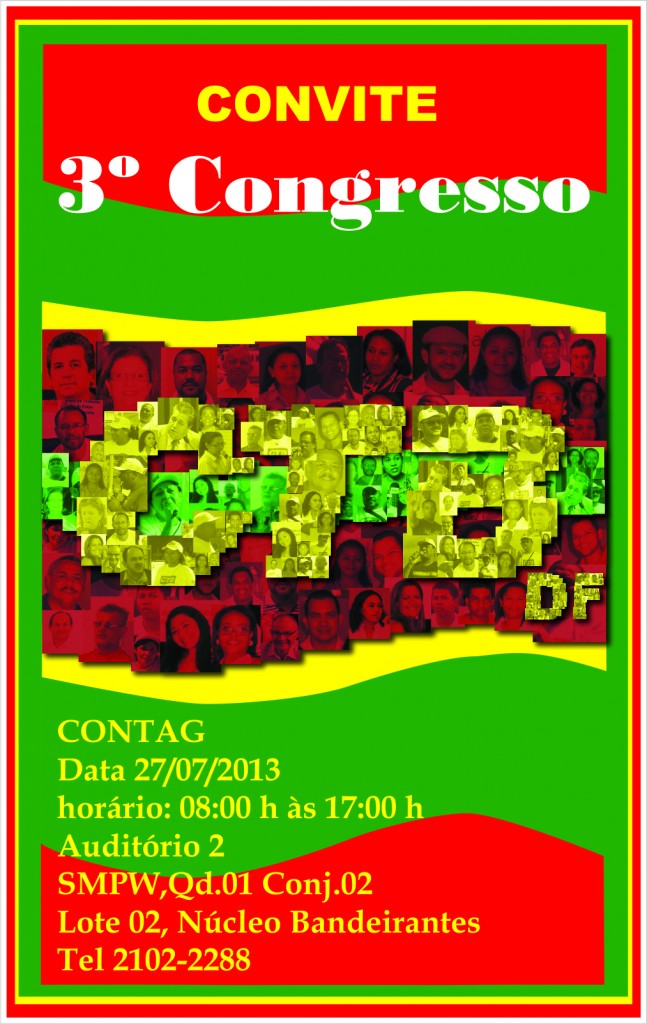 CONVITE
3º Congresso
CTB
DF
CONTAG
Data 27/07/2013
horário: 08:00 h às 17:00 h
Auditório 2
SMPW,Qd.01 Conj.02
Lote 02, Núcleo Bandeirantes
Tel 2102-2288